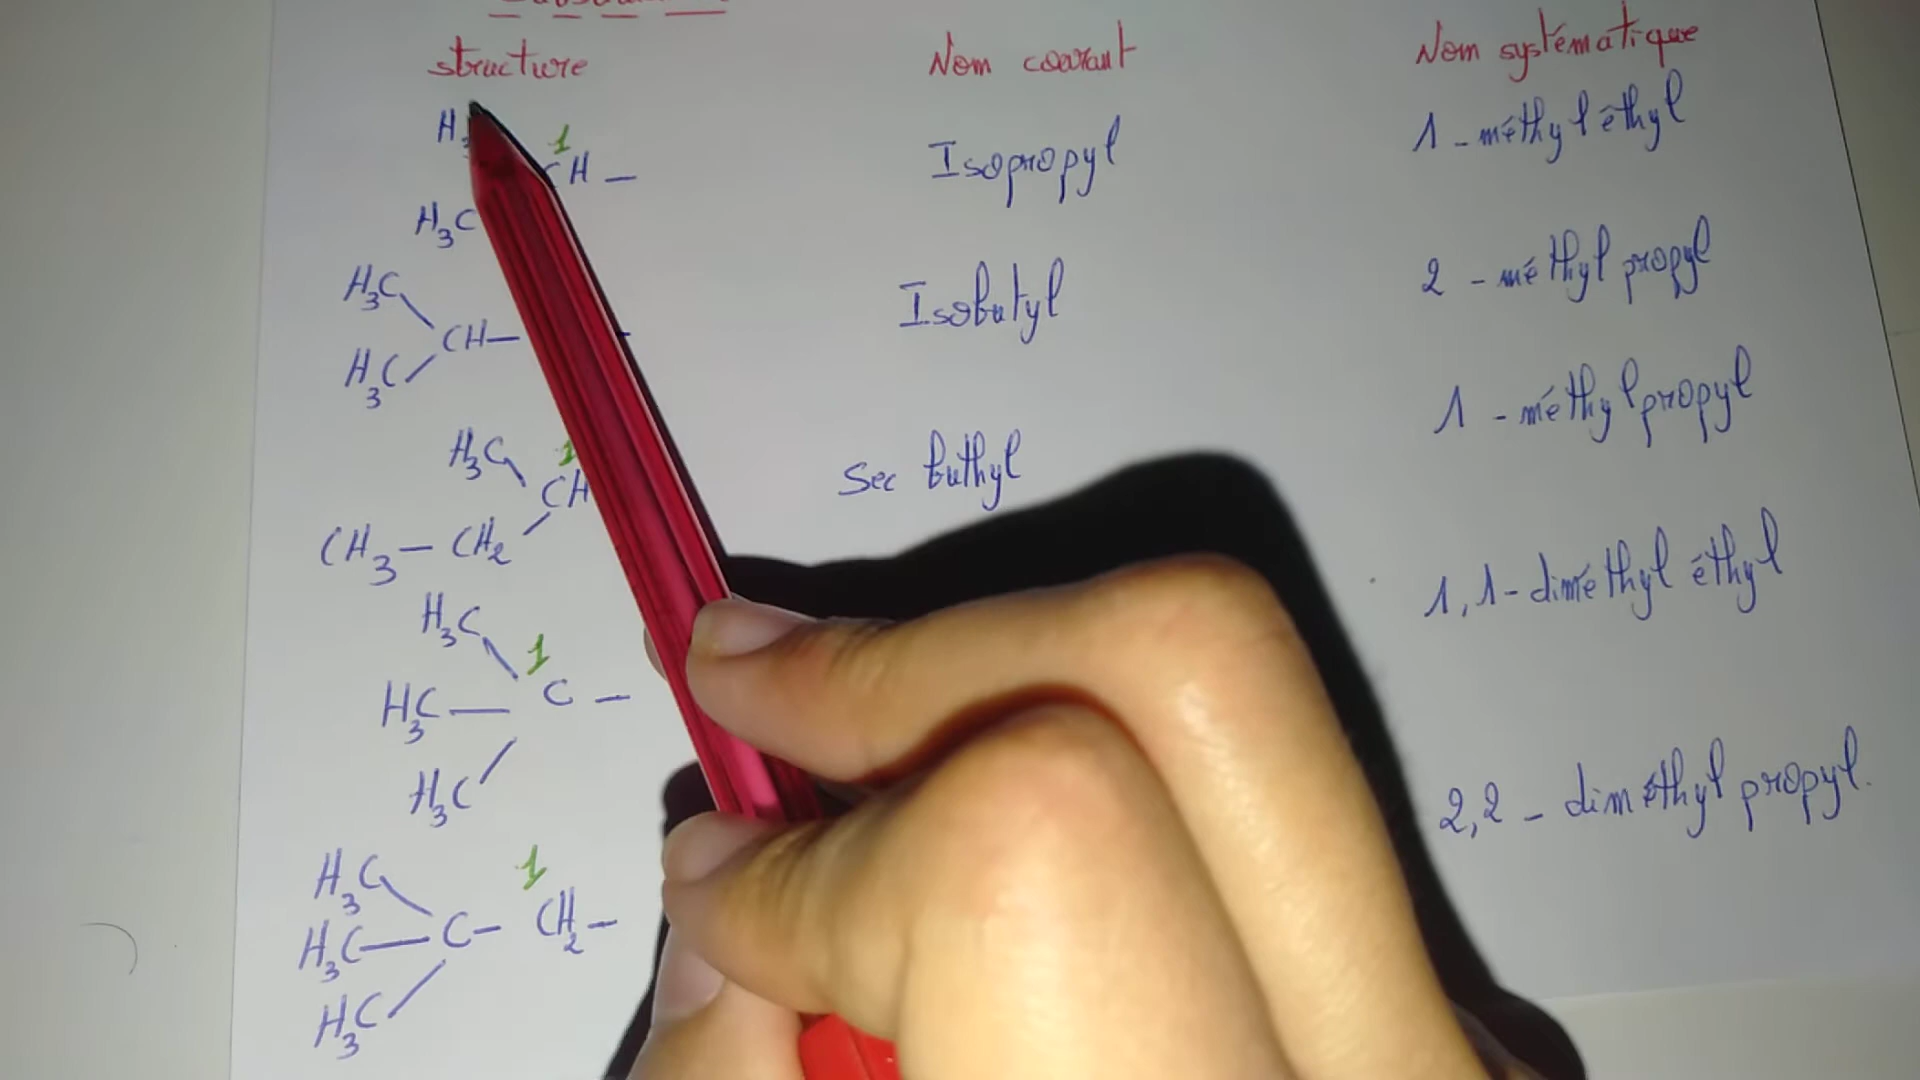 structure Nom courant Nom systématique
H3
1
CH -
H3C
Isopropyl 1 - méthyl éthyl
H3C
CH-
H3C
Isobutyl 2 - méthyl propyl
H3C
1
CH
CH3 - CH2
Sec buthyl 1 - méthylpropyl
H3C
1
H3C - C -
H3C
1,1- diméthyl éthyl
H3C
1
H3C - C - CH2 -
H3C
2,2 - diméthyl propyl.